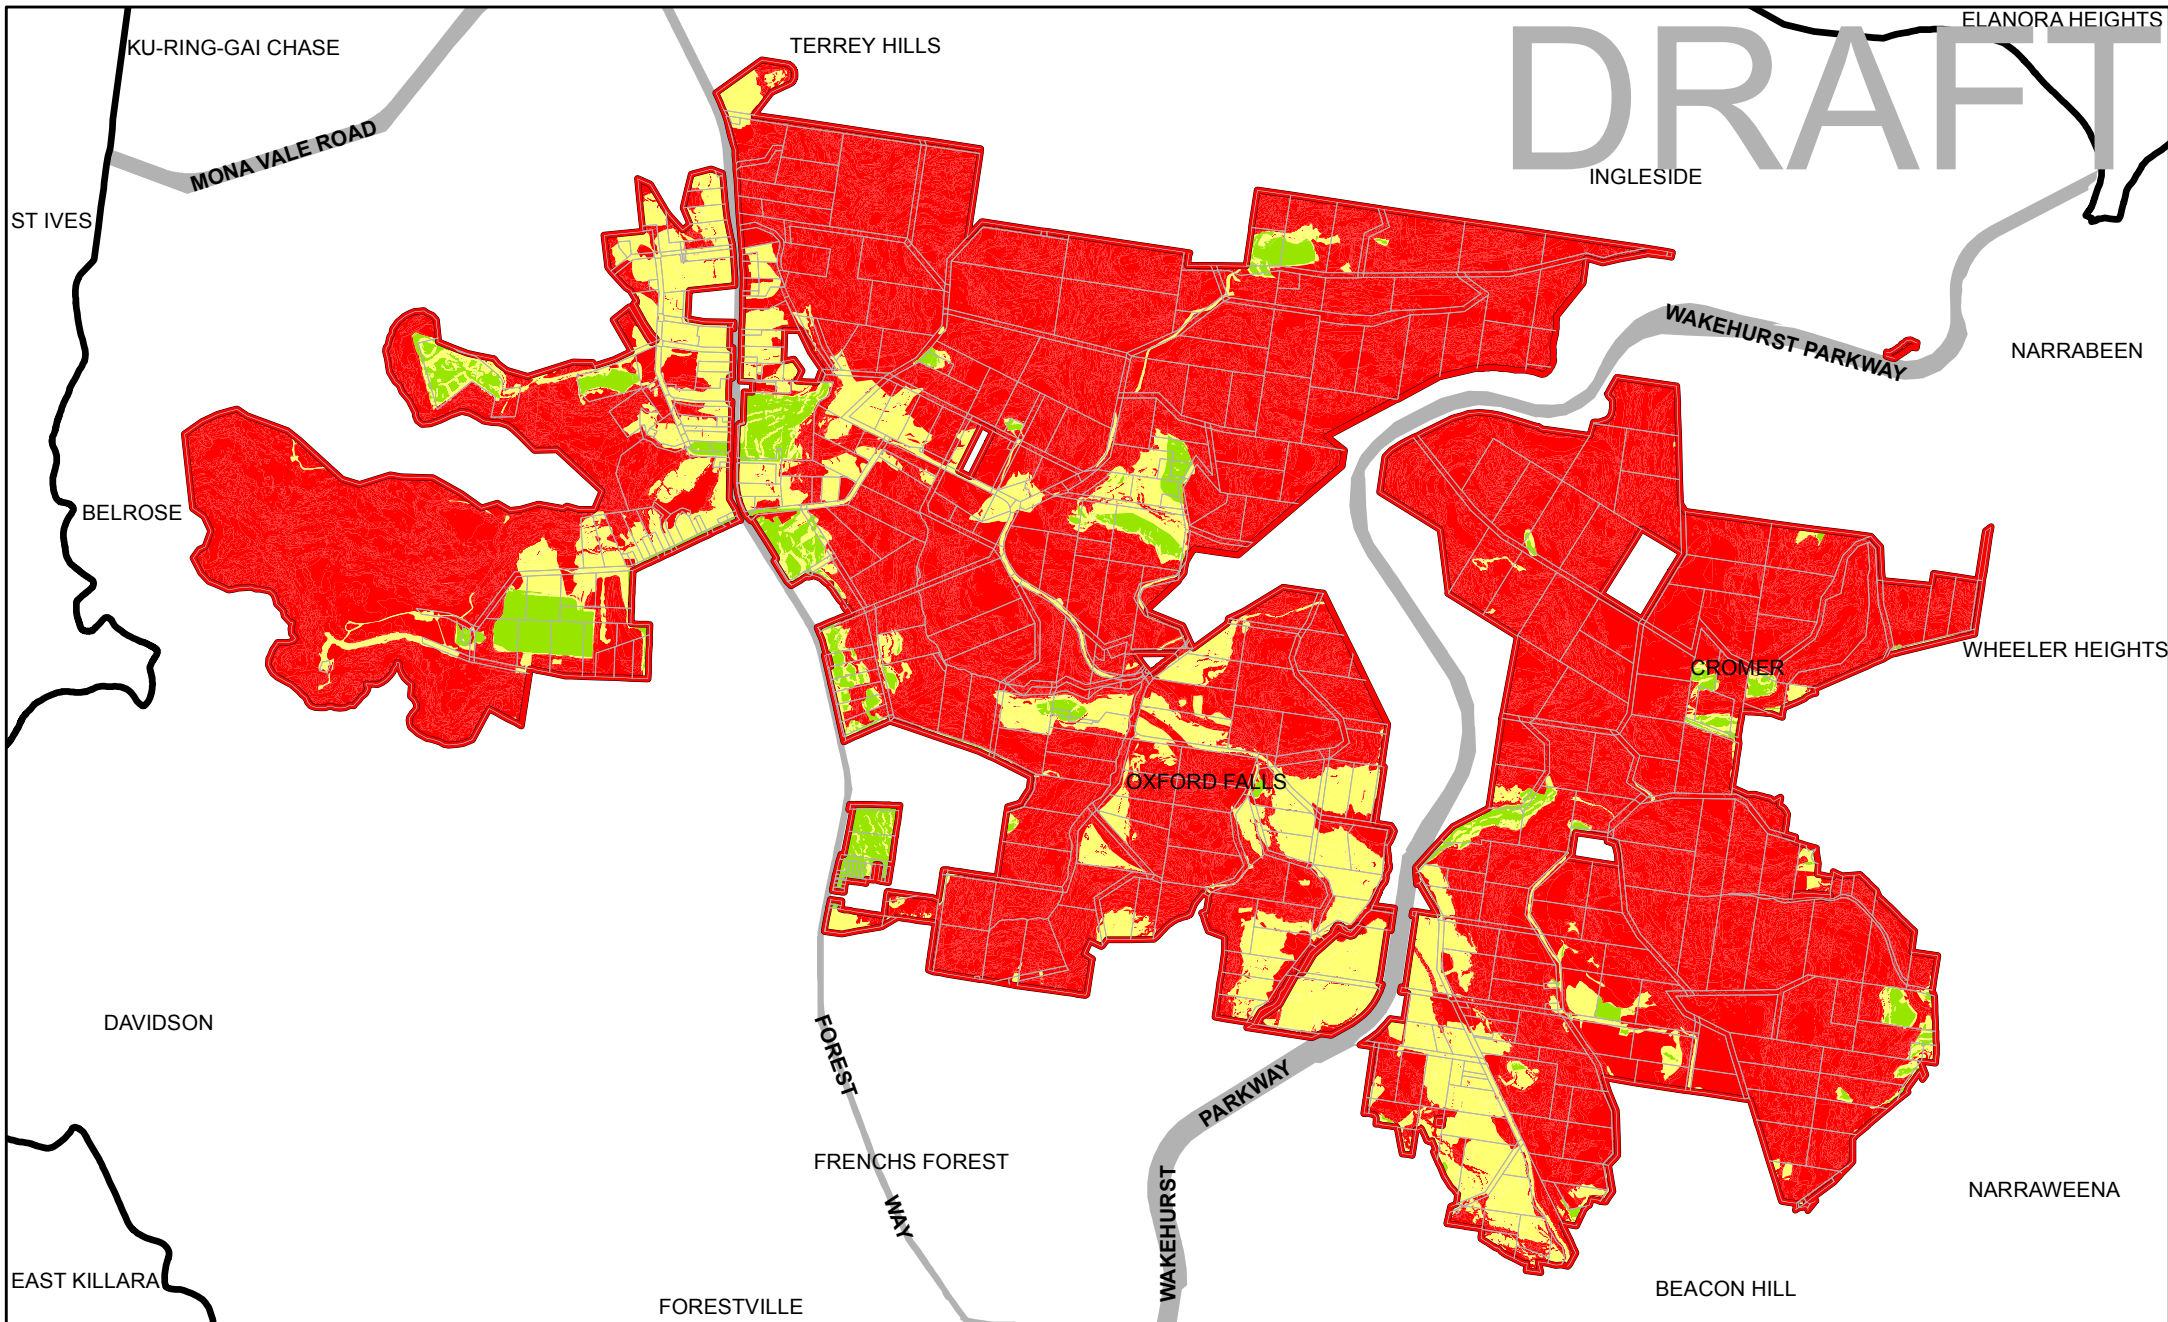 ELANORA HEIGHTS
KU-RING-GAI CHASE
TERREY HILLS
DRAFT
MONA VALE ROAD
INGLESIDE
ST IVES
WAKEHURST PARKWAY
NARRABEEN
BELROSE
WHEELER HEIGHTS
CROMER
OXFORD FALLS
DAVIDSON
FOREST
WAY
PARKWAY
WAKEHURST
FRENCHS FOREST
NARRAWEENA
EAST KILLARA
BEACON HILL
FORESTVILLE